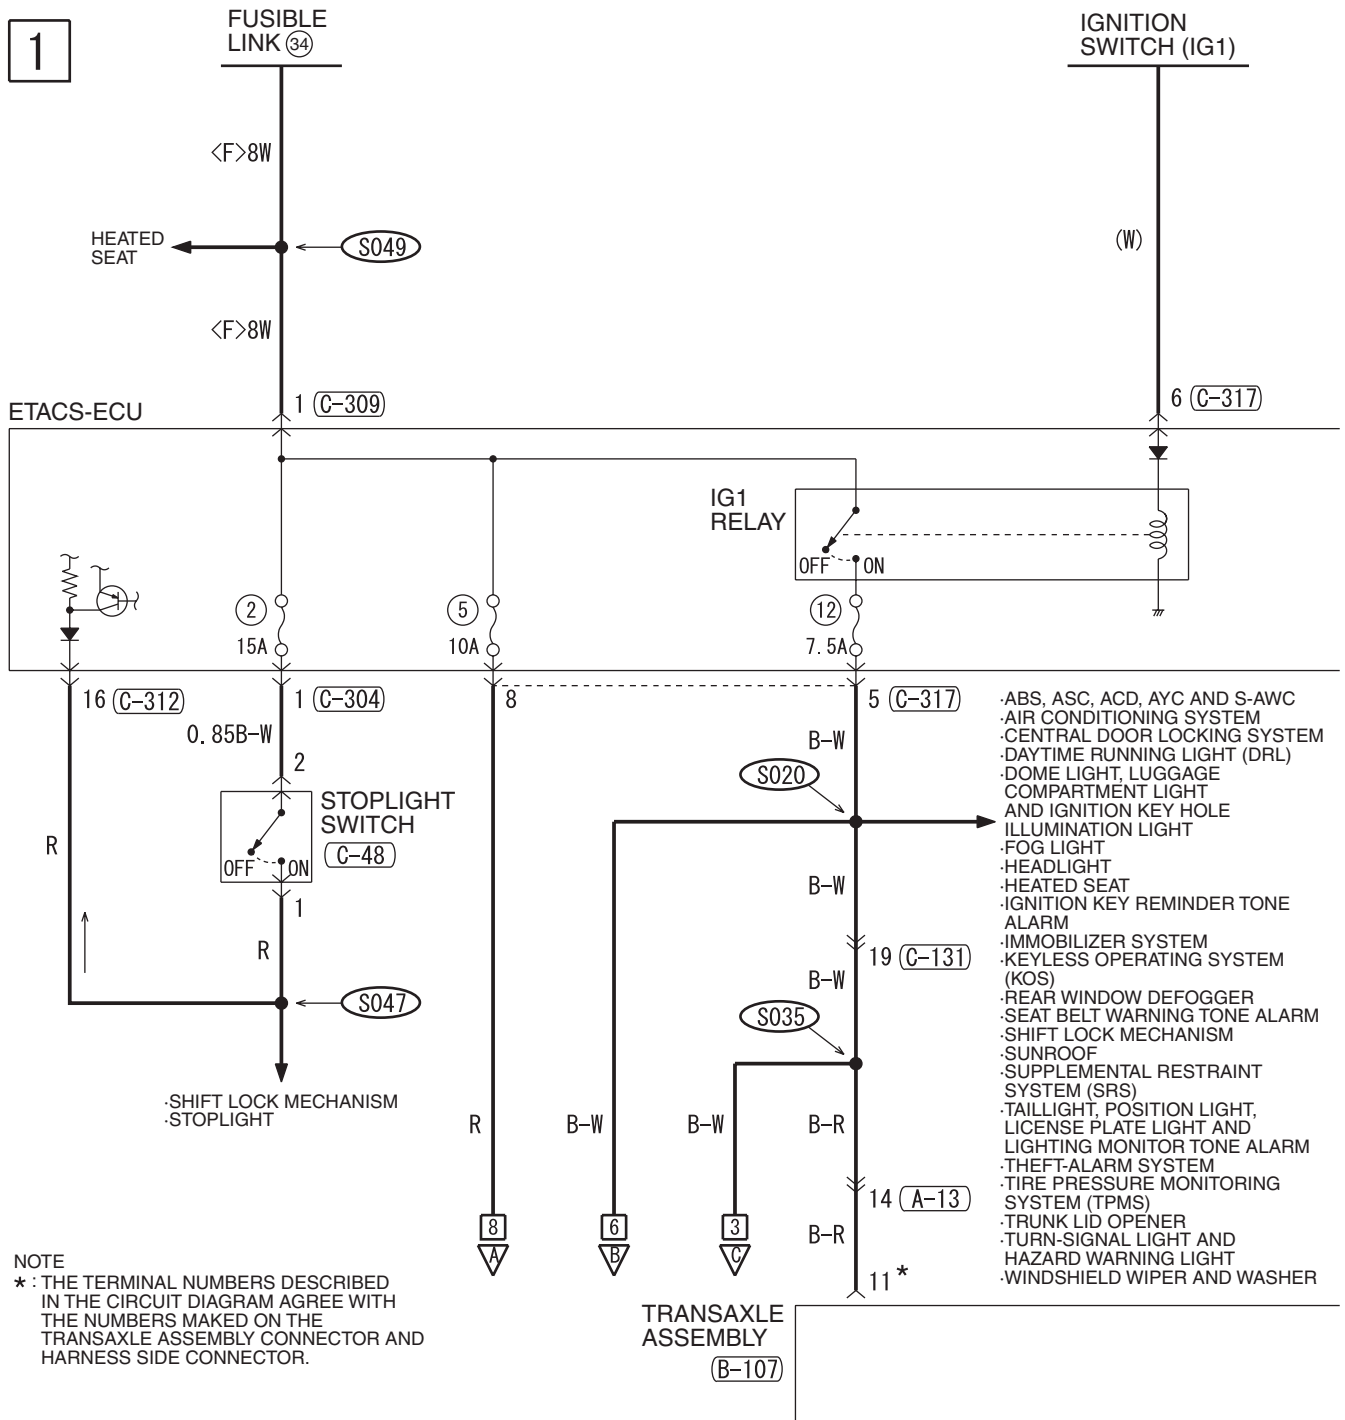 1
FUSIBLE
LINK 34
IGNITION
SWITCH (IG1)
<F>8W
(W)
HEATED
SEAT
S049
<F>8W
1 C-309
6 C-317
ETACS-ECU
IG1
RELAY
OFF ON
2
15A
5
10A
12
7.5A
16 C-312
1 C-304
8
5 C-317
0.85B-W
2
STOPLIGHT
SWITCH
C-48
OFF ON
1
R
R
S047
·SHIFT LOCK MECHANISM
·STOPLIGHT
B-W
S020
B-W
19 C-131
B-W
S035
R
B-W
B-W
B-R
14 A-13
B-R
8
A
6
B
3
C
11*
·ABS, ASC, ACD, AYC AND S-AWC
·AIR CONDITIONING SYSTEM
·CENTRAL DOOR LOCKING SYSTEM
·DAYTIME RUNNING LIGHT (DRL)
·DOME LIGHT, LUGGAGE
COMPARTMENT LIGHT
AND IGNITION KEY HOLE
ILLUMINATION LIGHT
·FOG LIGHT
·HEADLIGHT
·HEATED SEAT
·IGNITION KEY REMINDER TONE
ALARM
·IMMOBILIZER SYSTEM
·KEYLESS OPERATING SYSTEM
(KOS)
·REAR WINDOW DEFOGGER
·SEAT BELT WARNING TONE ALARM
·SHIFT LOCK MECHANISM
·SUNROOF
·SUPPLEMENTAL RESTRAINT
SYSTEM (SRS)
·TAILLIGHT, POSITION LIGHT,
LICENSE PLATE LIGHT AND
LIGHTING MONITOR TONE ALARM
·THEFT-ALARM SYSTEM
·TIRE PRESSURE MONITORING
SYSTEM (TPMS)
·TRUNK LID OPENER
·TURN-SIGNAL LIGHT AND
HAZARD WARNING LIGHT
·WINDSHIELD WIPER AND WASHER
NOTE
* : THE TERMINAL NUMBERS DESCRIBED
IN THE CIRCUIT DIAGRAM AGREE WITH
THE NUMBERS MAKED ON THE
TRANSAXLE ASSEMBLY CONNECTOR AND
HARNESS SIDE CONNECTOR.
TRANSAXLE
ASSEMBLY
B-107